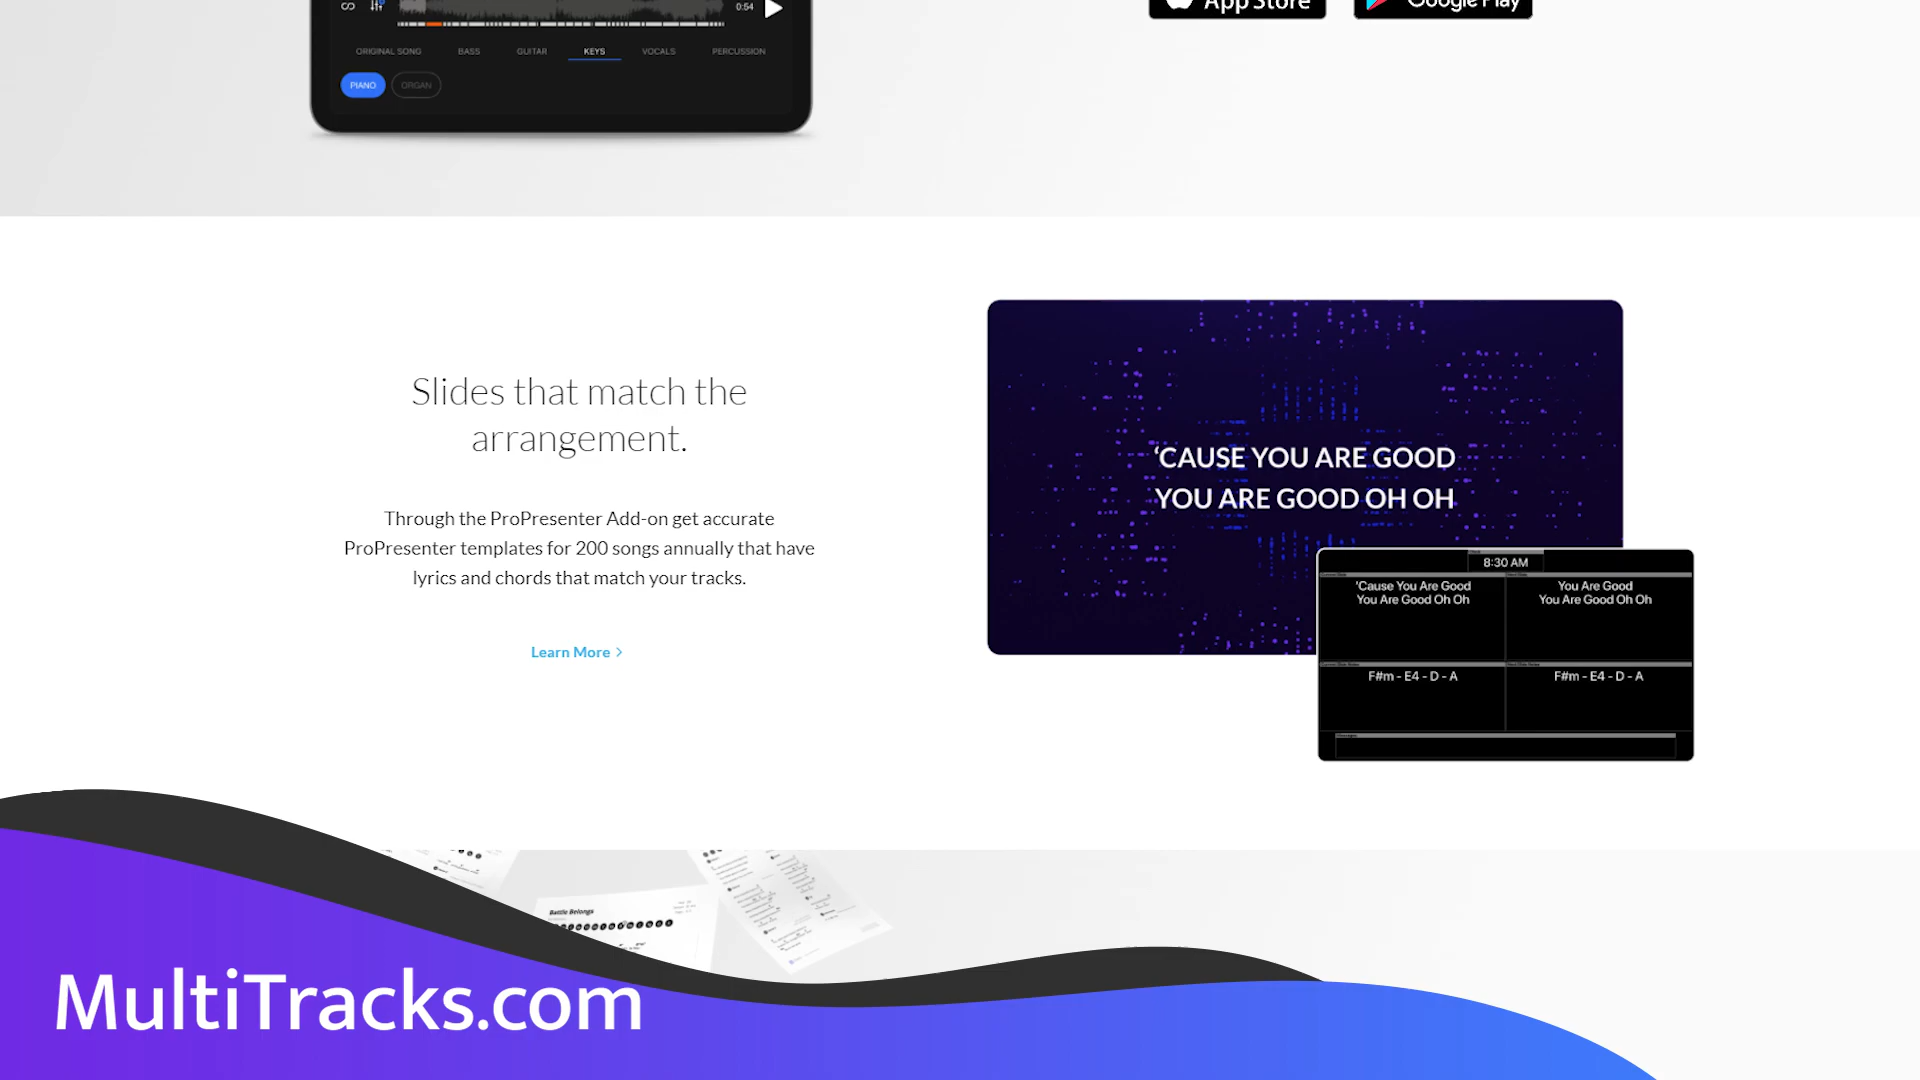 0:54
App Store
Google Play
ORIGINAL SONG
BASS
GUITAR
KEYS
VOCALS
PERCUSSION
PIANO
ORGAN
Slides that match the
arrangement.
Through the ProPresenter Add-on get accurate
ProPresenter templates for 200 songs annually that have
lyrics and chords that match your tracks.
Learn More
‘CAUSE YOU ARE GOOD
YOU ARE GOOD OH OH
8:30 AM
'Cause You Are Good
You Are Good Oh Oh
You Are Good
You Are Good Oh Oh
F#m - E4 - D - A
F#m - E4 - D - A
Battle Belongs
MultiTracks.com